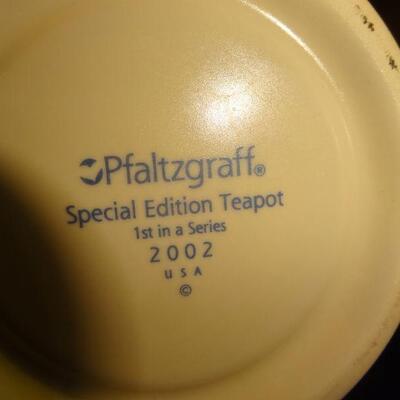 Pfaltzgraff®
Special Edition Teapot
1st in a Series
2002
USA
©